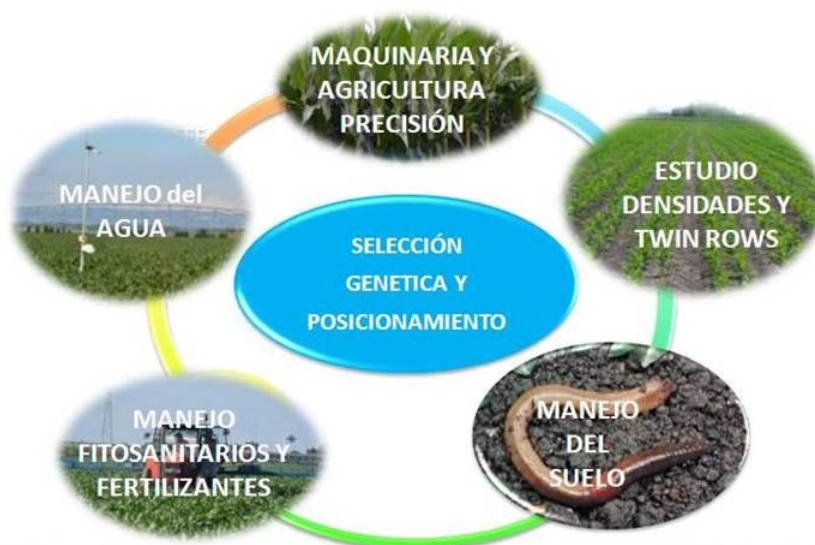 MAQUINARIA Y
AGRICULTURA
PRECISIÓN
ESTUDIO
DENSIDADES Y
TWIN ROWS
MANEJO
DEL
SUELO
MANEJO
FITOSANITARIOS Y
FERTILIZANTES
MANEJO del
AGUA
SELECCIÓN
GENETICA Y
POSICIONAMIENTO